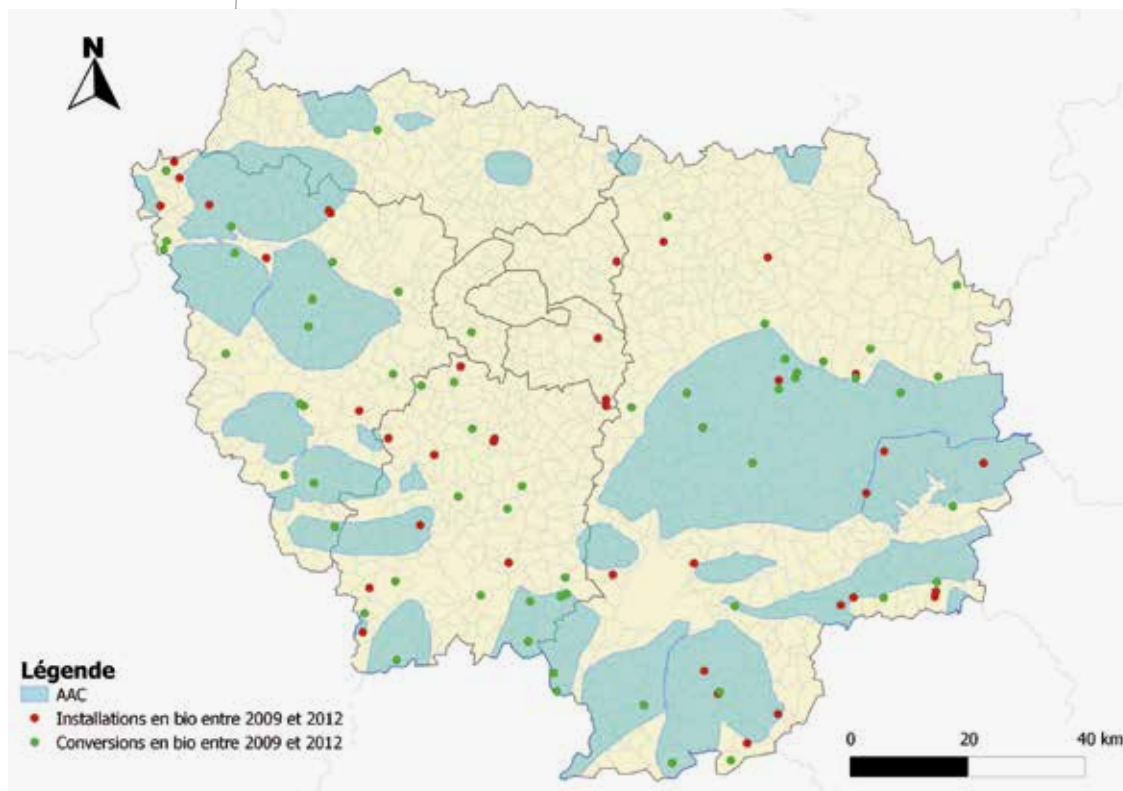 N
Légende
AAC
Installations en bio entre 2009 et 2012
Conversions en bio entre 2009 et 2012
0 20 40 km